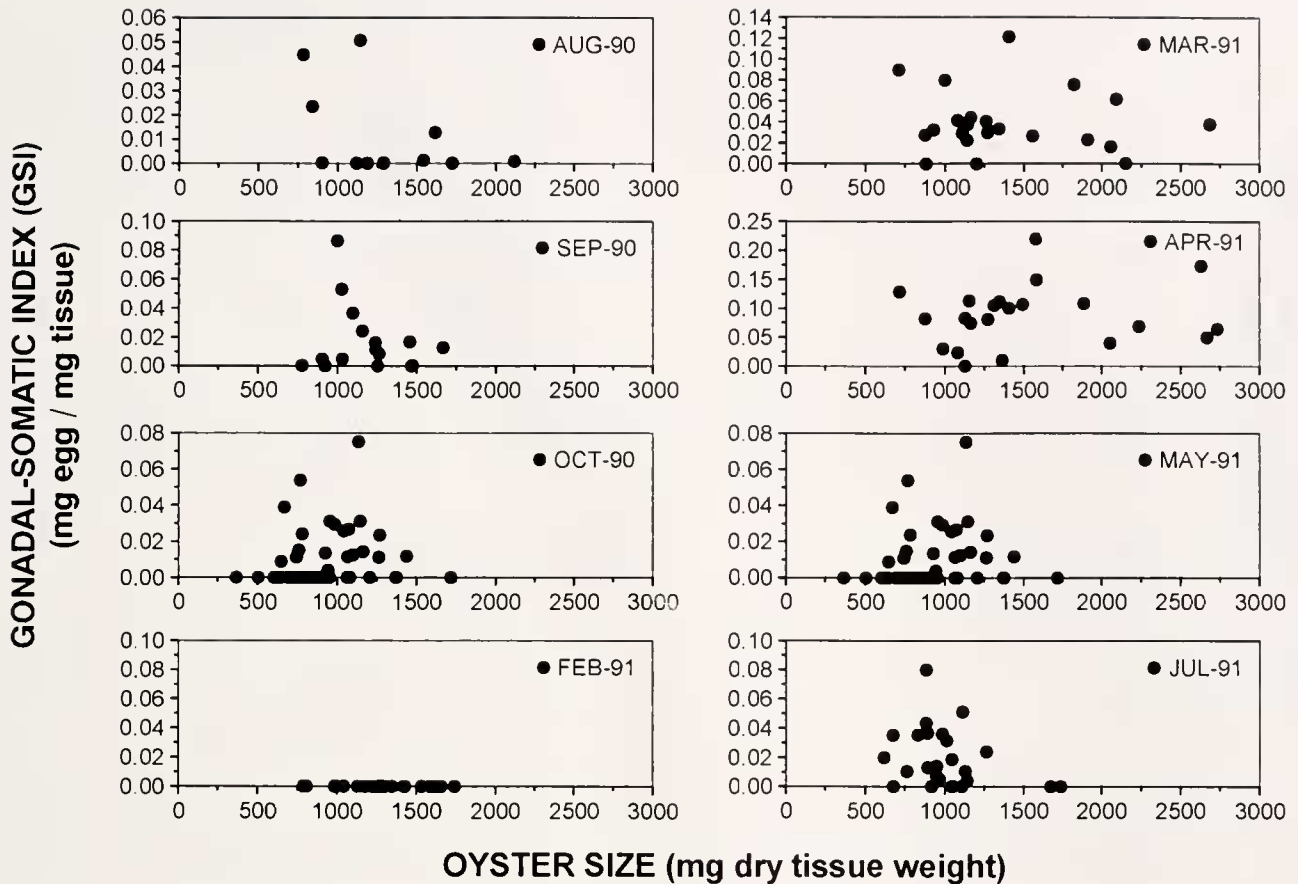 GONADAL-SOMATIC INDEX (GSI)
(mg egg / mg tissue)
0.06
0.05
0.04
0.03
0.02
0.01
0.00
AUG-90
0 500 1000 1500 2000 2500 3000
0.14
0.12
0.10
0.08
0.06
0.04
0.02
0.00
MAR-91
0 500 1000 1500 2000 2500 3000
0.10
0.08
0.06
0.04
0.02
0.00
SEP-90
0 500 1000 1500 2000 2500 3000
0.25
0.20
0.15
0.10
0.05
0.00
APR-91
0 500 1000 1500 2000 2500 3000
0.08
0.06
0.04
0.02
0.00
OCT-90
0 500 1000 1500 2000 2500 3000
0.08
0.06
0.04
0.02
0.00
MAY-91
0 500 1000 1500 2000 2500 3000
0.10
0.08
0.06
0.04
0.02
0.00
FEB-91
0 500 1000 1500 2000 2500 3000
0.10
0.08
0.06
0.04
0.02
0.00
JUL-91
0 500 1000 1500 2000 2500 3000
OYSTER SIZE (mg dry tissue weight)